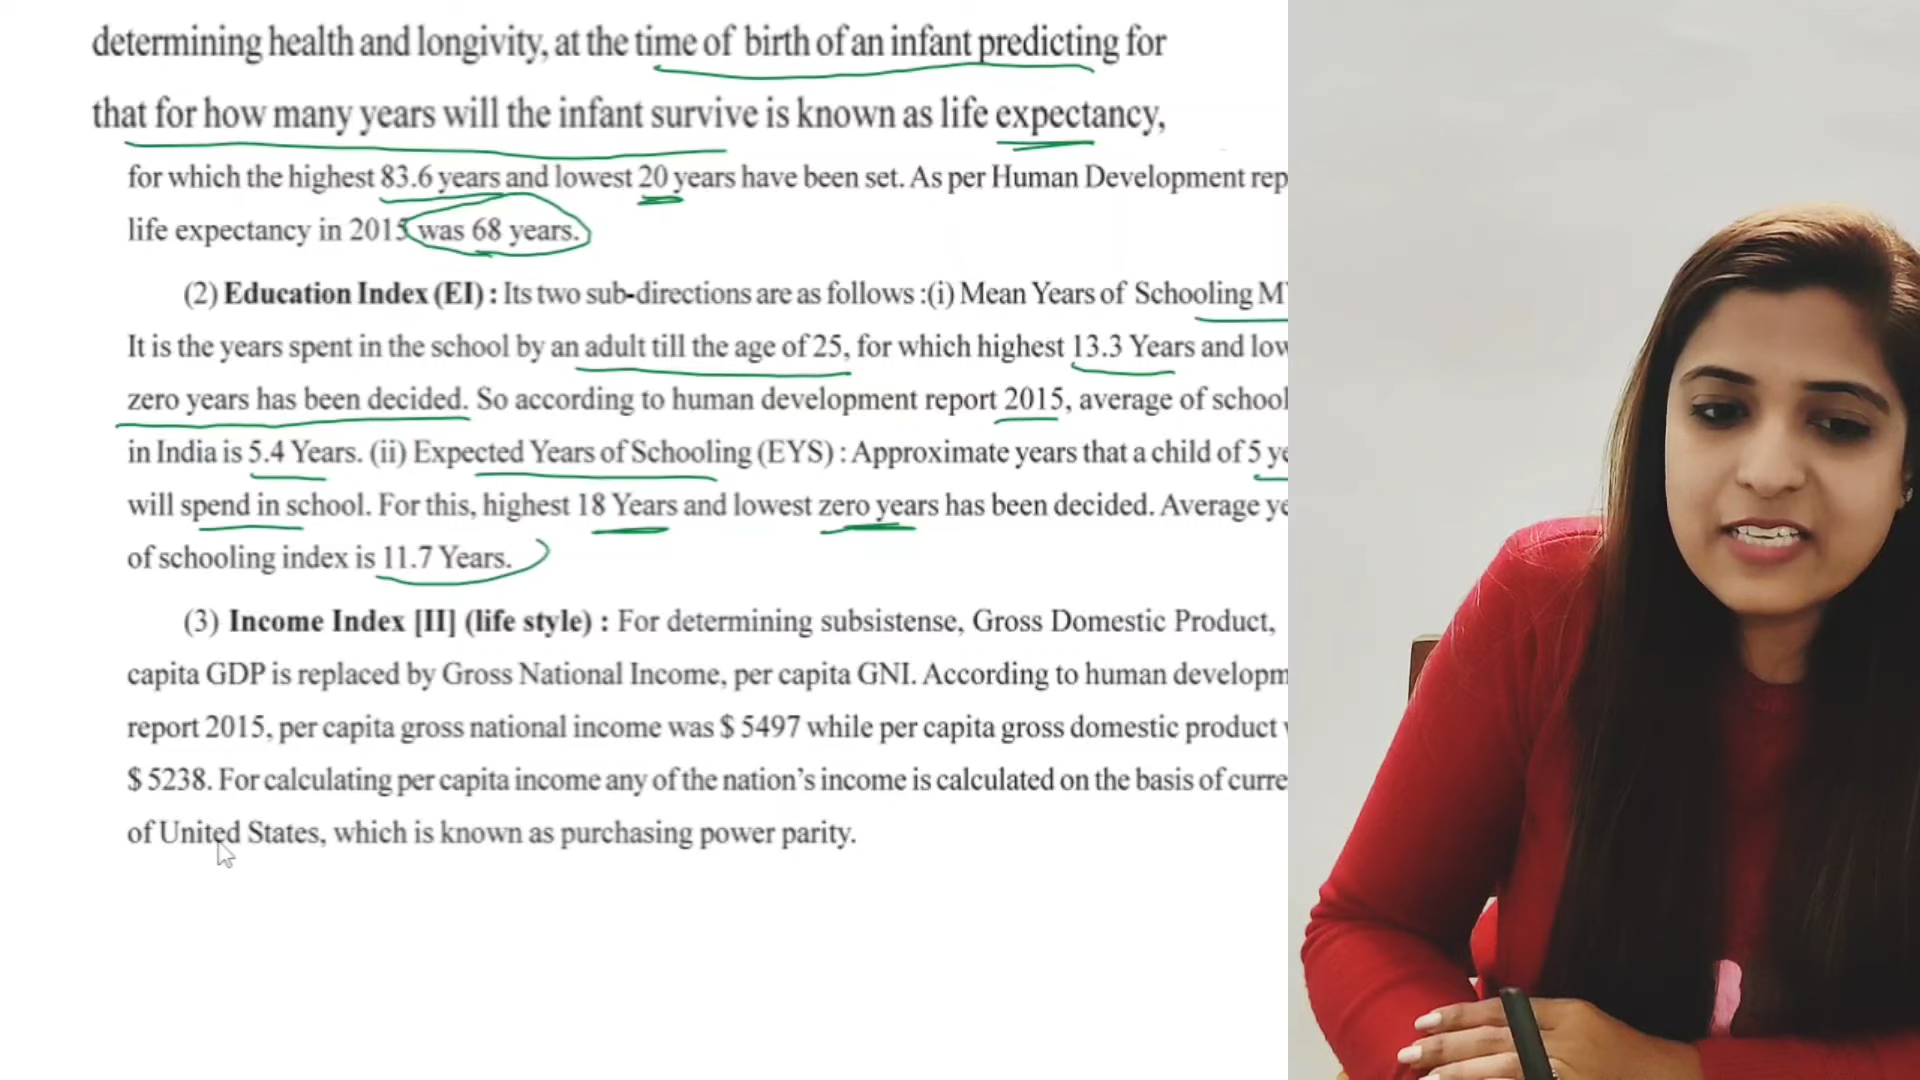 determining health and longivity, at the time of birth of an infant predicting for
that for how many years will the infant survive is known as life expectancy,
for which the highest 83.6 years and lowest 20 years have been set. As per Human Development rep
life expectancy in 2015 was 68 years.
(2) Education Index (EI) : Its two sub-directions are as follows :(i) Mean Years of Schooling M
It is the years spent in the school by an adult till the age of 25, for which highest 13.3 Years and low
zero years has been decided. So according to human development report 2015, average of school
in India is 5.4 Years. (ii) Expected Years of Schooling (EYS) : Approximate years that a child of 5 ye
will spend in school. For this, highest 18 Years and lowest zero years has been decided. Average ye
of schooling index is 11.7 Years.
(3) Income Index [II] (life style) : For determining subsistense, Gross Domestic Product,
capita GDP is replaced by Gross National Income, per capita GNI. According to human developm
report 2015, per capita gross national income was $ 5497 while per capita gross domestic product
$ 5238. For calculating per capita income any of the nation's income is calculated on the basis of curre
of United States, which is known as purchasing power parity.